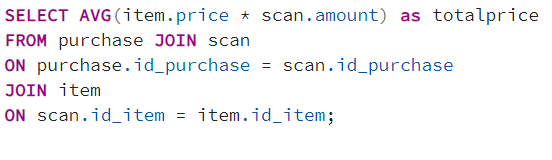 SELECT AVG(item.price * scan.amount) as totalprice
FROM purchase JOIN scan
ON purchase.id_purchase = scan.id_purchase
JOIN item
ON scan.id_item = item.id_item;